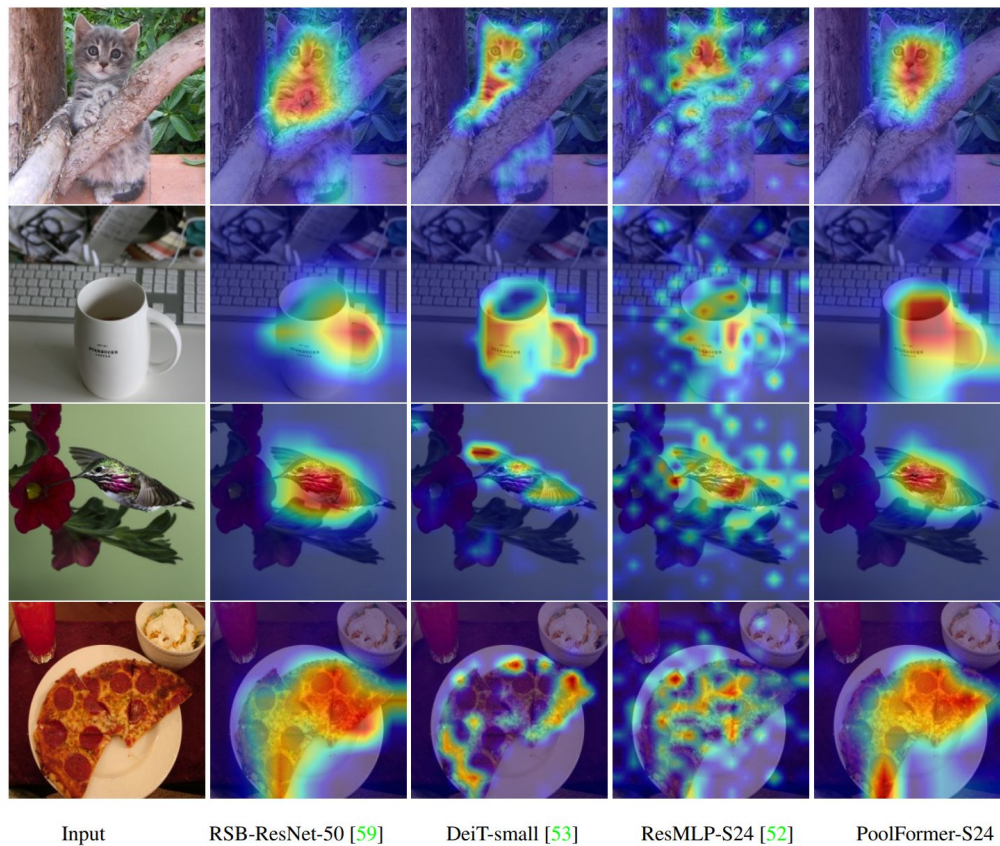 Input
RSB-ResNet-50 [59]
DeiT-small [53]
ResMLP-S24 [52]
PoolFormer-S24